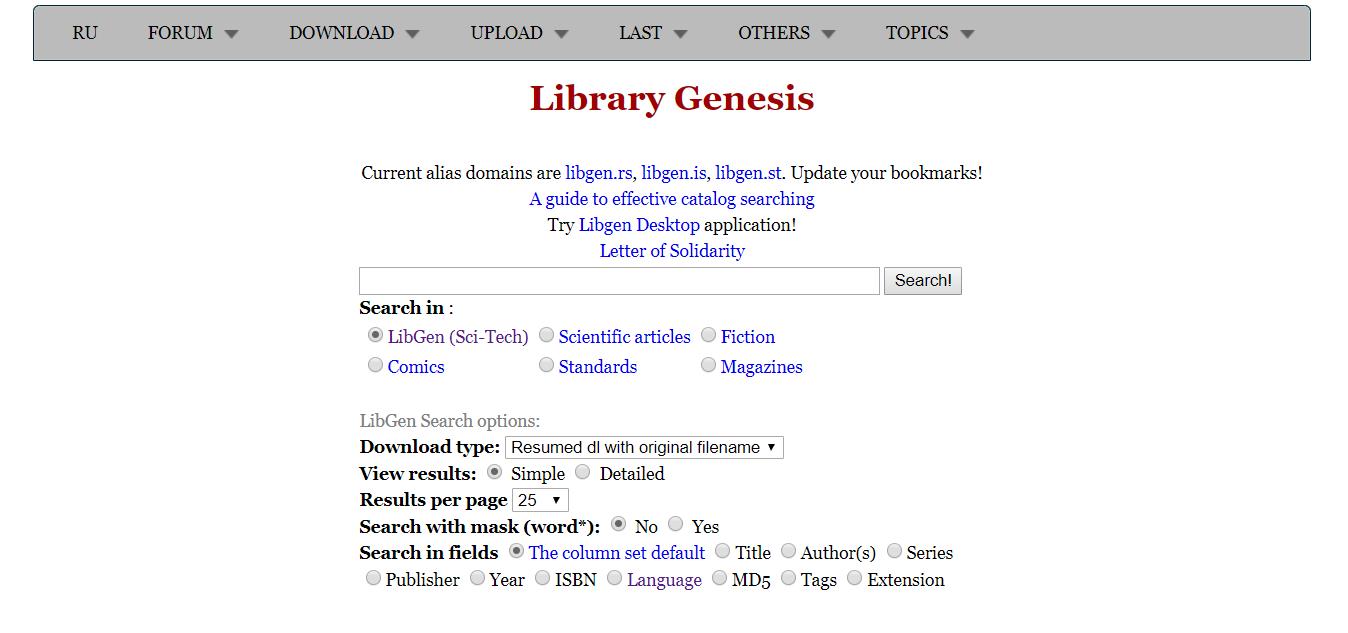 RU FORUM DOWNLOAD UPLOAD LAST OTHERS TOPICS
Library Genesis
Current alias domains are libgen.rs, libgen.is, libgen.st. Update your bookmarks!
A guide to effective catalog searching
Try Libgen Desktop application!
Letter of Solidarity
Search!
Search in :
LibGen (Sci-Tech) Scientific articles Fiction
Comics Standards Magazines
LibGen Search options:
Download type: Resumed dl with original filename
View results: Simple Detailed
Results per page 25
Search with mask (word*): No Yes
Search in fields The column set default Title Author(s) Series
Publisher Year ISBN Language MD5 Tags Extension